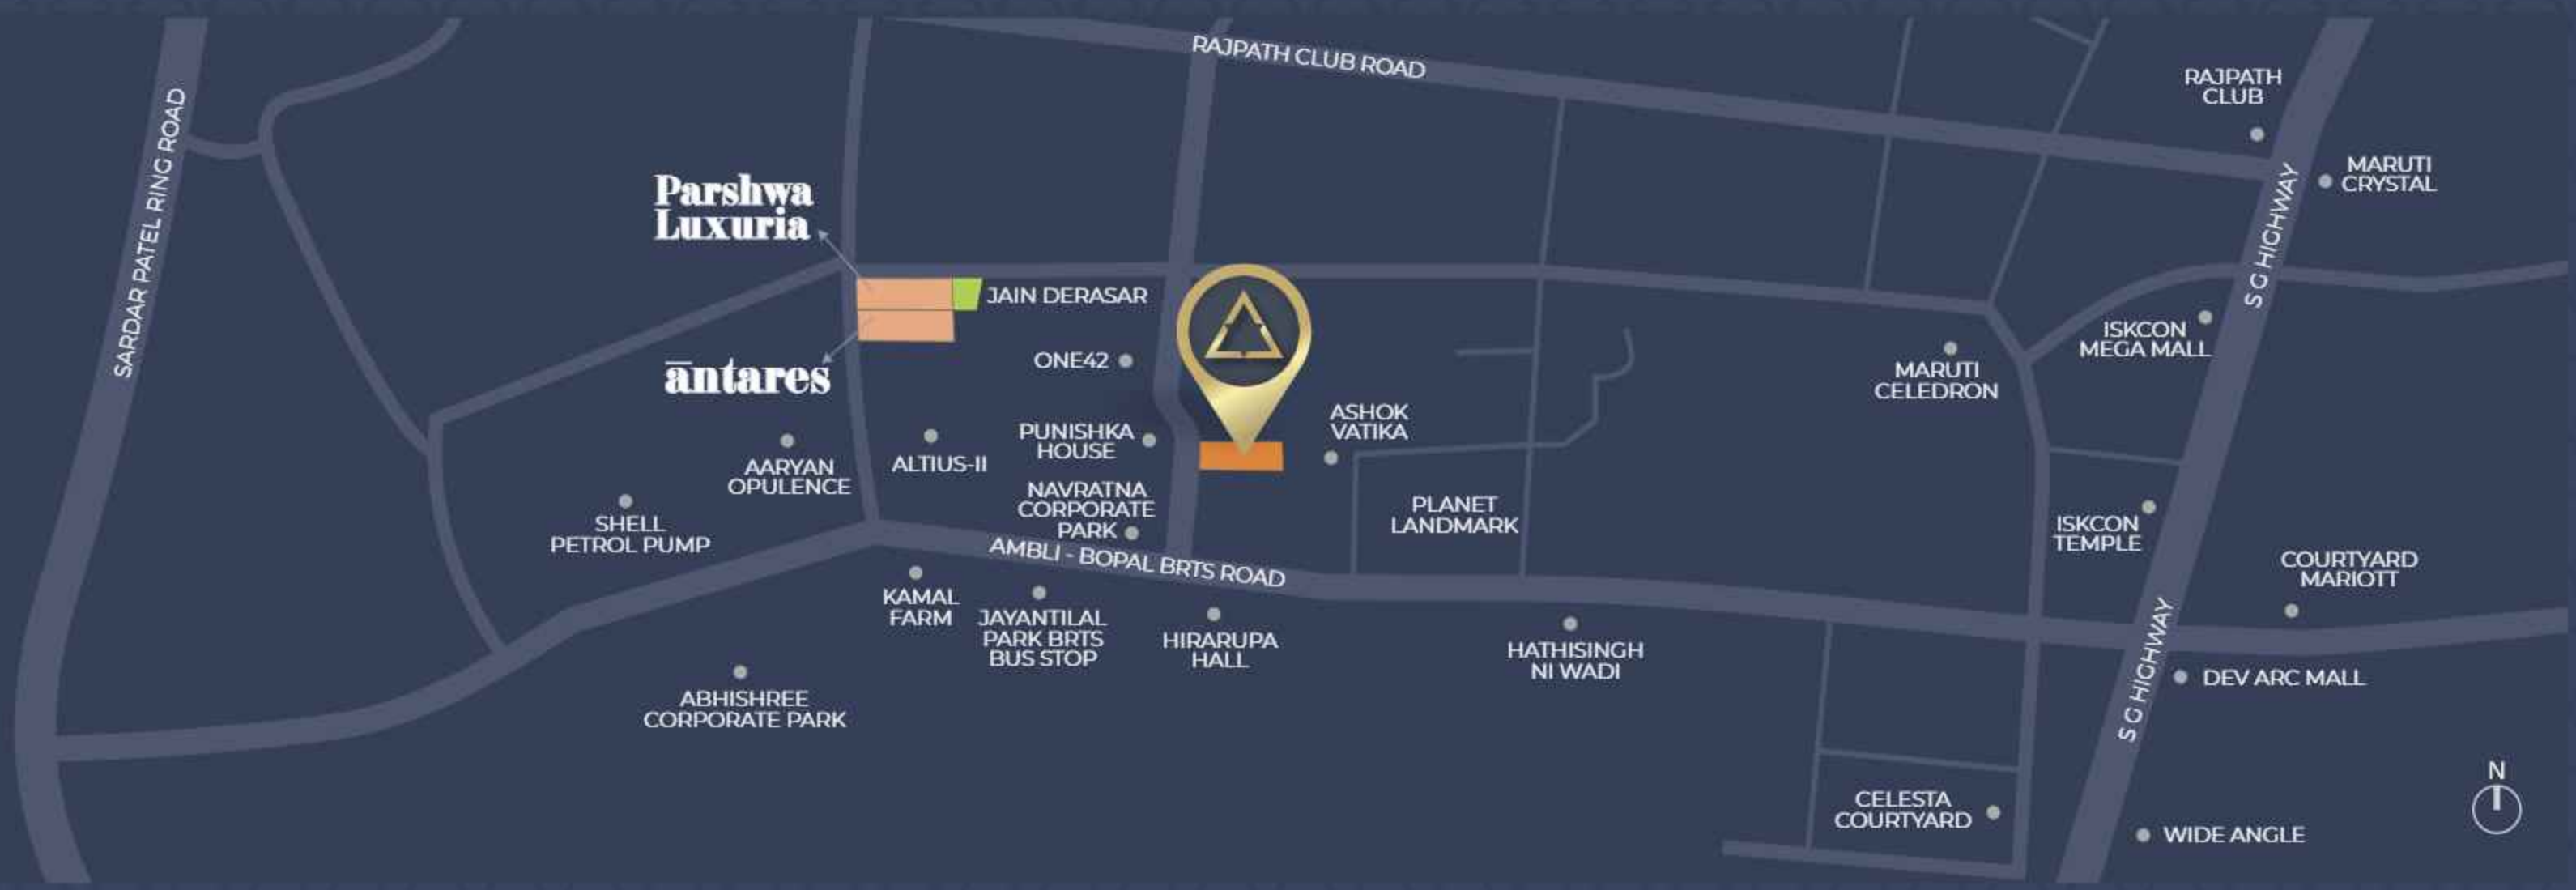 RAJPATH CLUB ROAD
RAJPATH
CLUB
MARUTI
CRYSTAL
SARDAR PATEL RING ROAD
S G HIGHWAY
Parshwa
Luxuria
JAIN DERASAR
antares
ONE42
ISKCON
MEGA MALL
MARUTI
CELEDRON
ASHOK
VATIKA
PUNISHKA
HOUSE
ALTIUS-II
AARYAN
OPULENCE
NAVRATNA
CORPORATE
PARK
PLANET
LANDMARK
SHELL
PETROL PUMP
ISKCON
TEMPLE
AMBLI - BOPAL BRTS ROAD
COURTYARD
MARIOTT
KAMAL
FARM
JAYANTILAL
PARK BRTS
BUS STOP
HIRARUPA
HALL
HATHISINGH
NI WADI
S G HIGHWAY
DEV ARC MALL
ABHISHREE
CORPORATE PARK
N
CELESTA
COURTYARD
WIDE ANGLE